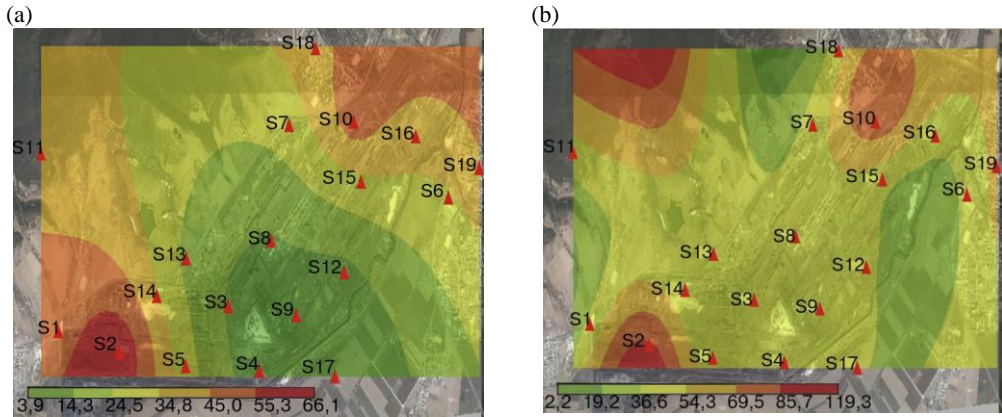 (a)
(b)
S18
S7
S10
S16
S11
S19
S15
S6
S8
S13
S12
S14
S3
S9
S1
S2
S5
S4
S17
3,9 14,3 24,5 34,8 45,0 55,3 66,1
S18
S7
S10
S16
S11
S19
S15
S6
S8
S13
S12
S14
S3
S9
S1
S2
S5
S4
S17
2,2 19,2 36,6 54,3 69,5 85,7 119,3